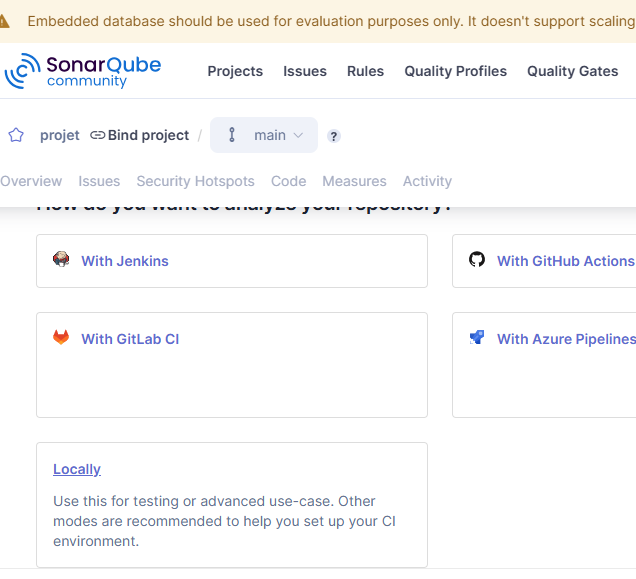 Embedded database should be used for evaluation purposes only. It doesn't support scaling
SonarQube
community
Projects Issues Rules Quality Profiles Quality Gates
projet Bind project / main ?
Overview Issues Security Hotspots Code Measures Activity
How do you want to analyze your repository?
With Jenkins With GitHub Actions
With GitLab CI With Azure Pipelines
Locally
Use this for testing or advanced use-case. Other
modes are recommended to help you set up your CI
environment.